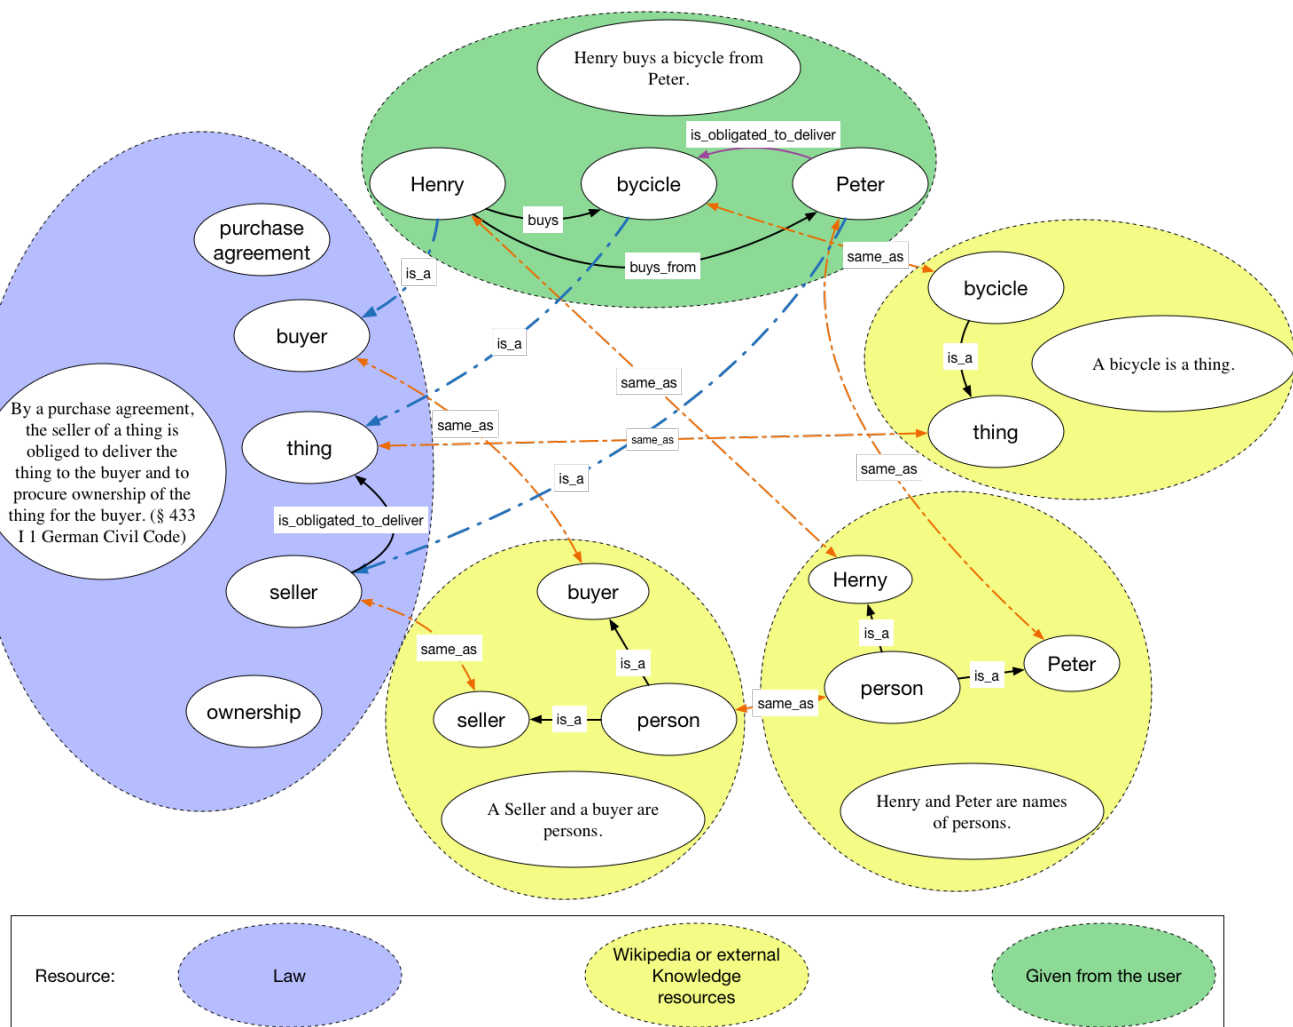 Henry buys a bicycle from
Peter.
is_obligated_to_deliver
Henry
bycicle
Peter
buys
buys_from
purchase
agreement
is_a
same_as
bycicle
buyer
is_a
is_a
A bicycle is a thing.
same_as
By a purchase agreement,
the seller of a thing is
obliged to deliver the
thing to the buyer and to
procure ownership of the
thing for the buyer. (§ 433
I 1 German Civil Code)
same_as
thing
same_as
thing
same_as
is_a
is_obligated_to_deliver
seller
buyer
Herny
is_a
same_as
is_a
Peter
is_a
person
same_as
ownership
seller
is_a
person
A Seller and a buyer are
persons.
Henry and Peter are names
of persons.
Resource:
Law
Wikipedia or external
Knowledge
resources
Given from the user